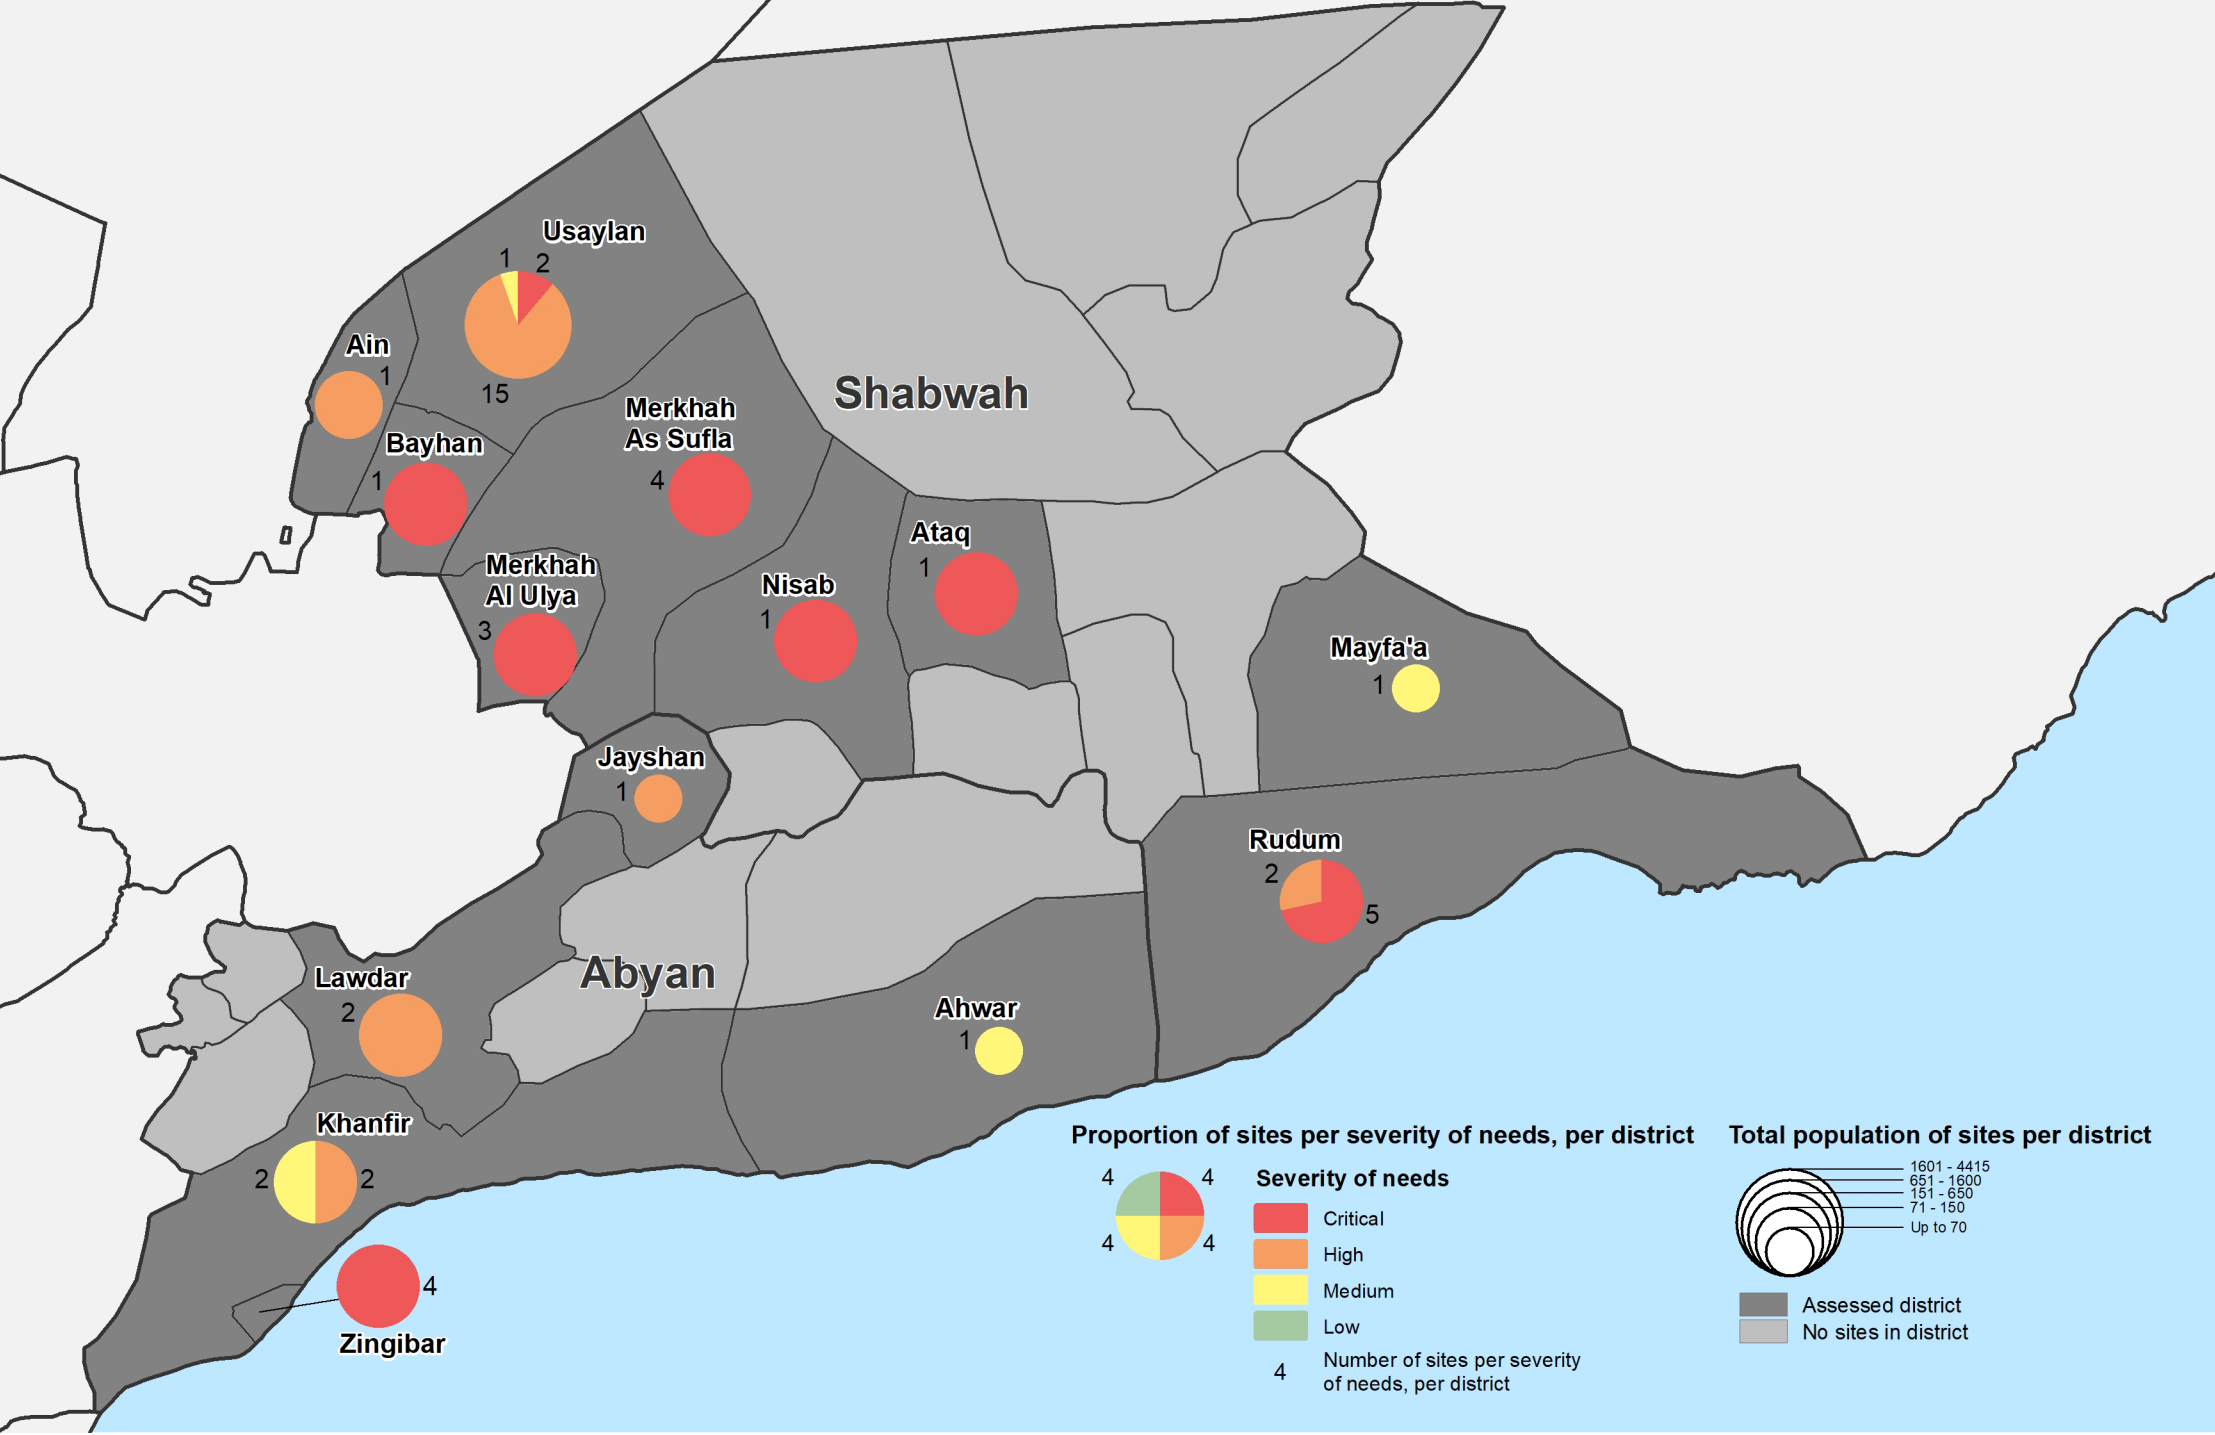 Usaylan
1 2
15
Ain
1
Bayhan
1
Merkhah
As Sufla
4
Shabwah
Merkhah
Al Ulya
3
Nisab
1
Ataq
1
Mayfa'a
1
Jayshan
1
Rudum
2
5
Abyan
Lawdar
2
Ahwar
1
Khanfir
2 2
4
Zingibar
Proportion of sites per severity of needs, per district
4 4
4 4
Severity of needs
Critical
High
Medium
Low
4 Number of sites per severity
of needs, per district
Total population of sites per district
1601 - 4415
651 - 1600
151 - 650
71 - 150
Up to 70
Assessed district
No sites in district